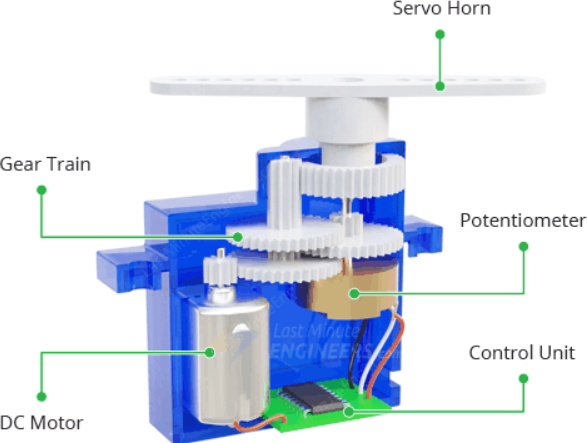 Servo Horn
Gear Train
Potentiometer
Last Minute
ENGINEERS
Control Unit
DC Motor